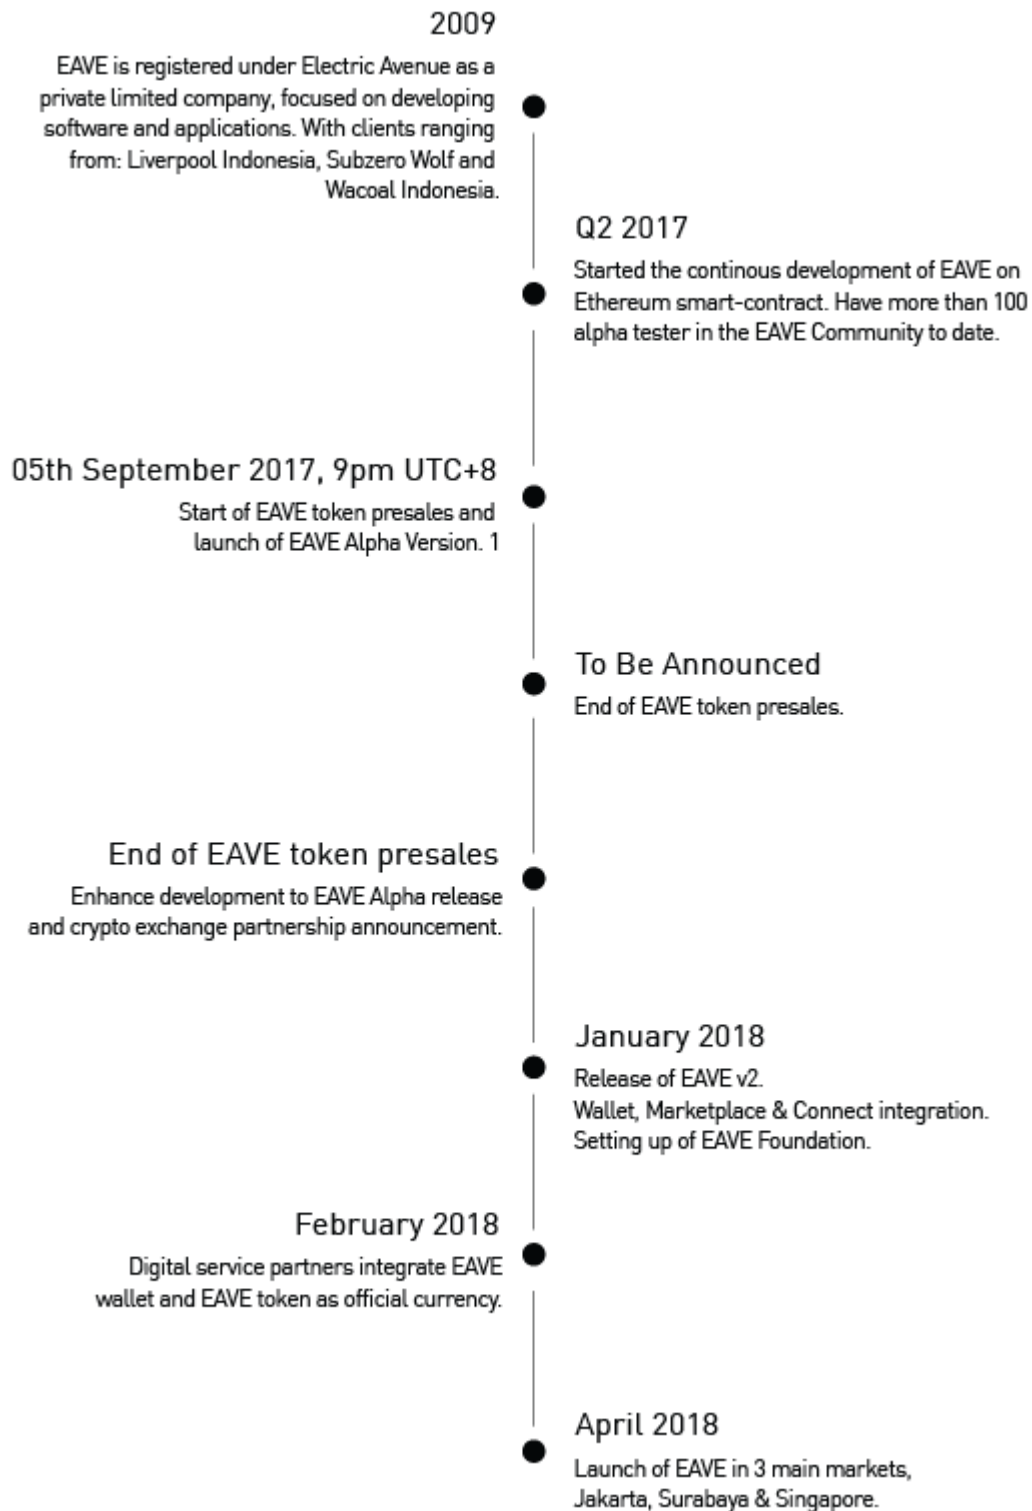 2009
EAVE is registered under Electric Avenue as a
private limited company, focused on developing
software and applications. With clients ranging
from: Liverpool Indonesia, Subzero Wolf and
Wacoal Indonesia.
Q2 2017
Started the continous development of EAVE on
Ethereum smart-contract. Have more than 100
alpha tester in the EAVE Community to date.
05th September 2017, 9pm UTC+8
Start of EAVE token presales and
launch of EAVE Alpha Version. 1
To Be Announced
End of EAVE token presales.
End of EAVE token presales
Enhance development to EAVE Alpha release
and crypto exchange partnership announcement.
January 2018
Release of EAVE v2.
Wallet, Marketplace & Connect integration.
Setting up of EAVE Foundation.
February 2018
Digital service partners integrate EAVE
wallet and EAVE token as official currency.
April 2018
Launch of EAVE in 3 main markets,
Jakarta, Surabaya & Singapore.